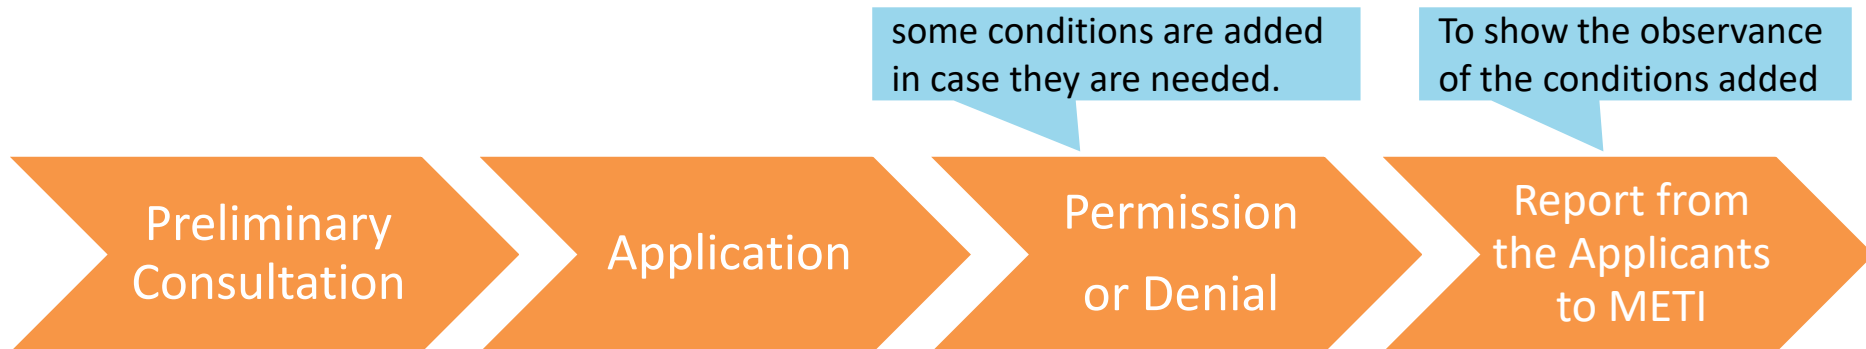 some conditions are added
in case they are needed.
To show the observance
of the conditions added
Preliminary
Consultation
Application
Permission
or Denial
Report from
the Applicants
to METI